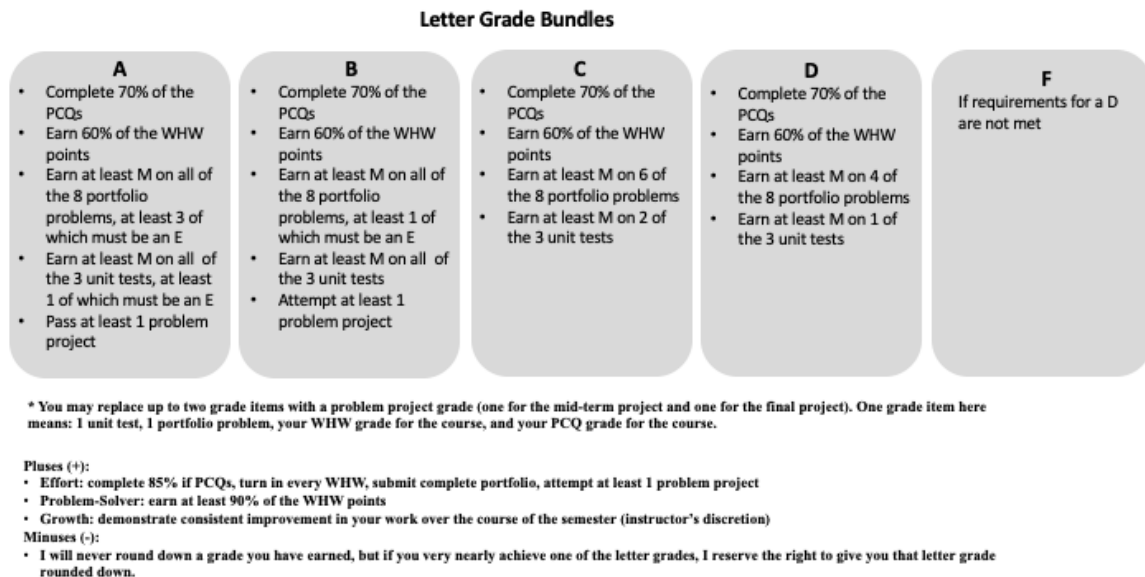 Letter Grade Bundles
A
• Complete 70% of the
PCQs
• Earn 60% of the WHW
points
• Earn at least M on all of
the 8 portfolio
problems, at least 3 of
which must be an E
• Earn at least M on all of
the 3 unit tests, at least
1 of which must be an E
• Pass at least 1 problem
project
B
• Complete 70% of the
PCQs
• Earn 60% of the WHW
points
• Earn at least M on all of
the 8 portfolio
problems, at least 1 of
which must be an E
• Earn at least M on all of
the 3 unit tests
• Attempt at least 1
problem project
C
• Complete 70% of the
PCQs
• Earn 60% of the WHW
points
• Earn at least M on 6 of
the 8 portfolio problems
• Earn at least M on 2 of
the 3 unit tests
D
• Complete 70% of the
PCQs
• Earn 60% of the WHW
points
• Earn at least M on 4 of
the 8 portfolio problems
• Earn at least M on 1 of
the 3 unit tests
F
If requirements for a D
are not met
* You may replace up to two grade items with a problem project grade (one for the mid-term project and one for the final project). One grade item here
means: 1 unit test, 1 portfolio problem, your WHW grade for the course, and your PCQ grade for the course.
Pluses (+):
• Effort: complete 85% if PCQs, turn in every WHW, submit complete portfolio, attempt at least 1 problem project
• Problem-Solver: earn at least 90% of the WHW points
• Growth: demonstrate consistent improvement in your work over the course of the semester (instructor's discretion)
Minuses (-):
• I will never round down a grade you have earned, but if you very nearly achieve one of the letter grades, I reserve the right to give you that letter grade
rounded down.